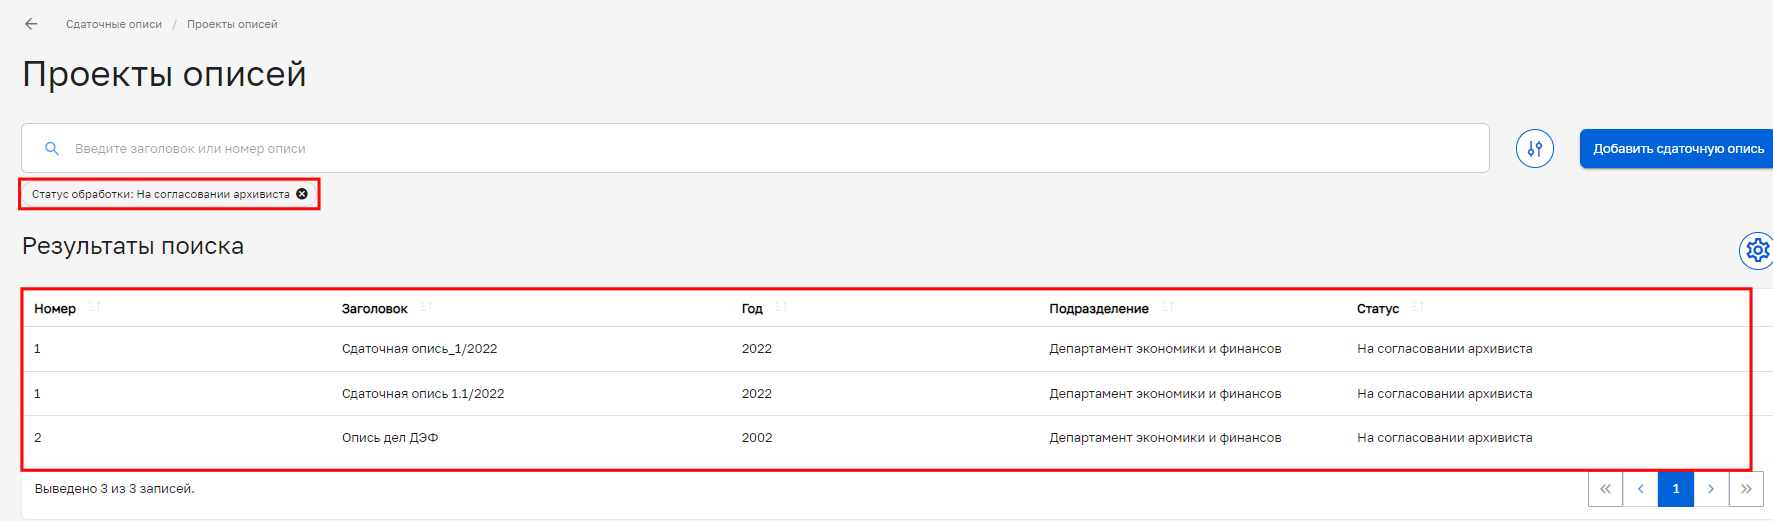 Сдаточные описи / Проекты описей
Проекты описей
Введите заголовок или номер описи
Добавить сдаточную опись
Статус обработки: На согласовании архивиста
Результаты поиска
Номер Заголовок Год Подразделение Статус
1 Сдаточная опись_1/2022 2022 Департамент экономики и финансов На согласовании архивиста
1 Сдаточная опись 1.1/2022 2022 Департамент экономики и финансов На согласовании архивиста
2 Опись дел ДЭФ 2002 Департамент экономики и финансов На согласовании архивиста
Выведено 3 из 3 записей. « ‹ 1 › »